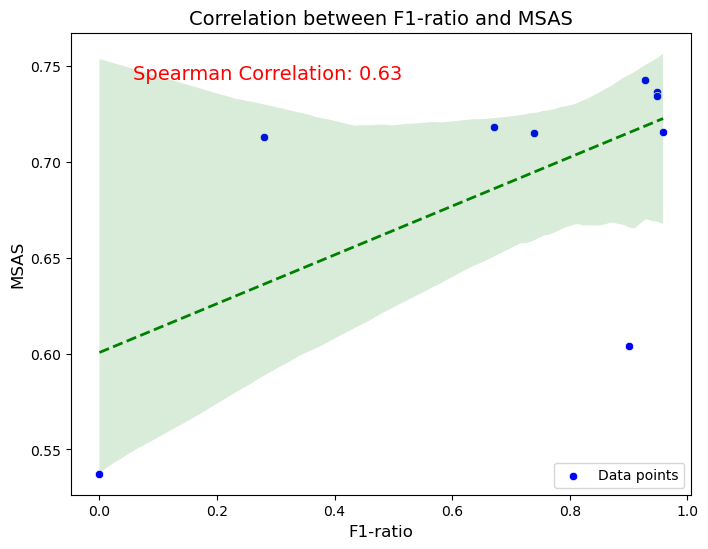 Correlation between F1-ratio and MSAS
Spearman Correlation: 0.63
0.75
0.70
0.65
0.60
0.55
MSAS
0.0 0.2 0.4 0.6 0.8 1.0
F1-ratio
Data points